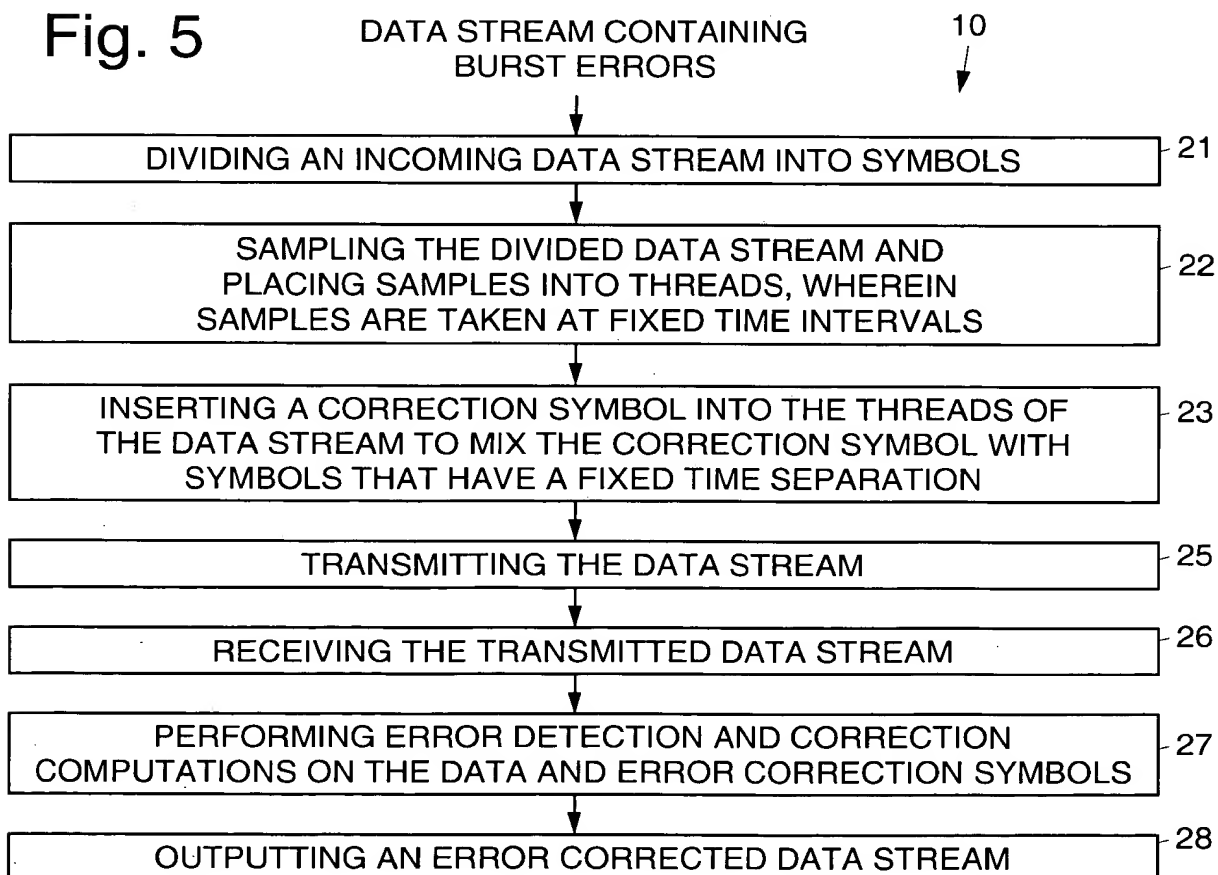 Fig. 5
DATA STREAM CONTAINING
BURST ERRORS
10
DIVIDING AN INCOMING DATA STREAM INTO SYMBOLS
21
SAMPLING THE DIVIDED DATA STREAM AND
PLACING SAMPLES INTO THREADS, WHEREIN
SAMPLES ARE TAKEN AT FIXED TIME INTERVALS
22
INSERTING A CORRECTION SYMBOL INTO THE THREADS OF
THE DATA STREAM TO MIX THE CORRECTION SYMBOL WITH
SYMBOLS THAT HAVE A FIXED TIME SEPARATION
23
TRANSMITTING THE DATA STREAM
25
RECEIVING THE TRANSMITTED DATA STREAM
26
PERFORMING ERROR DETECTION AND CORRECTION
COMPUTATIONS ON THE DATA AND ERROR CORRECTION SYMBOLS
27
OUTPUTTING AN ERROR CORRECTED DATA STREAM
28